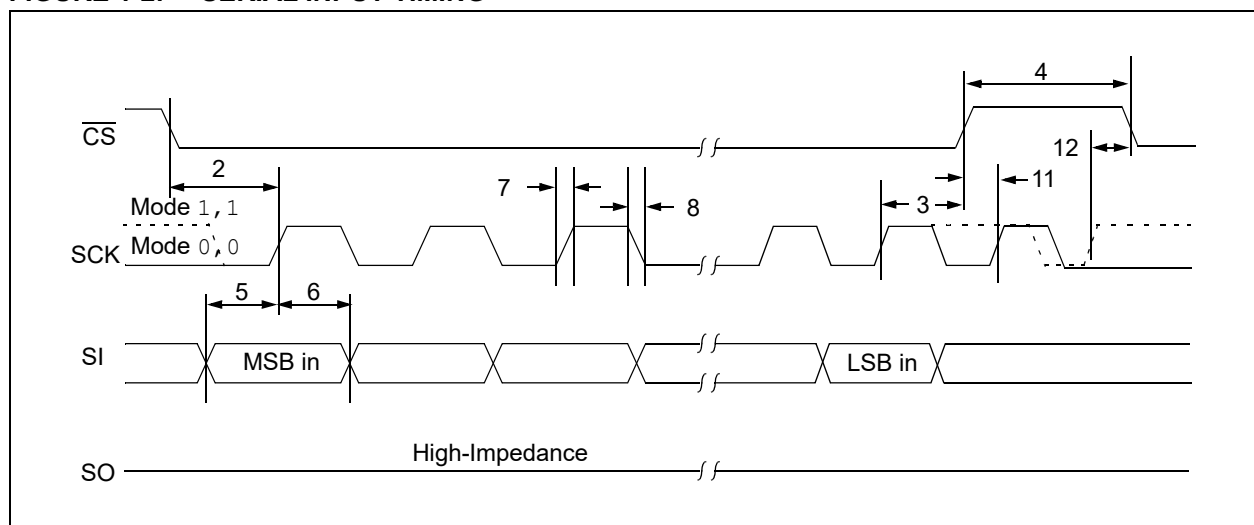 FIGURE 1-2: SERIAL INPUT TIMING
4
CS
12
2
7
11
Mode 1,1
8
3
Mode 0,0
SCK
5
6
SI
MSB in
LSB in
High-Impedance
SO